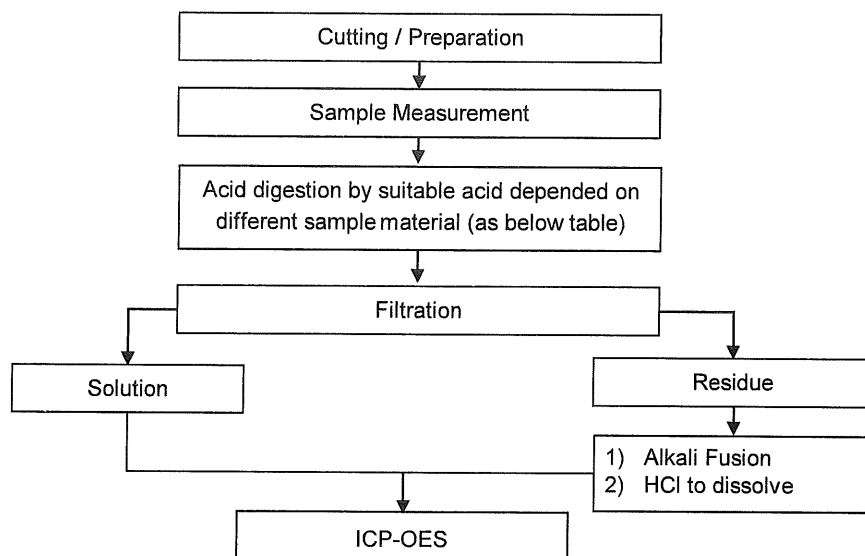 Cutting / Preparation
Sample Measurement
Acid digestion by suitable acid depended on
different sample material (as below table)
Filtration
Solution
Residue
1) Alkali Fusion
2) HCl to dissolve
ICP-OES